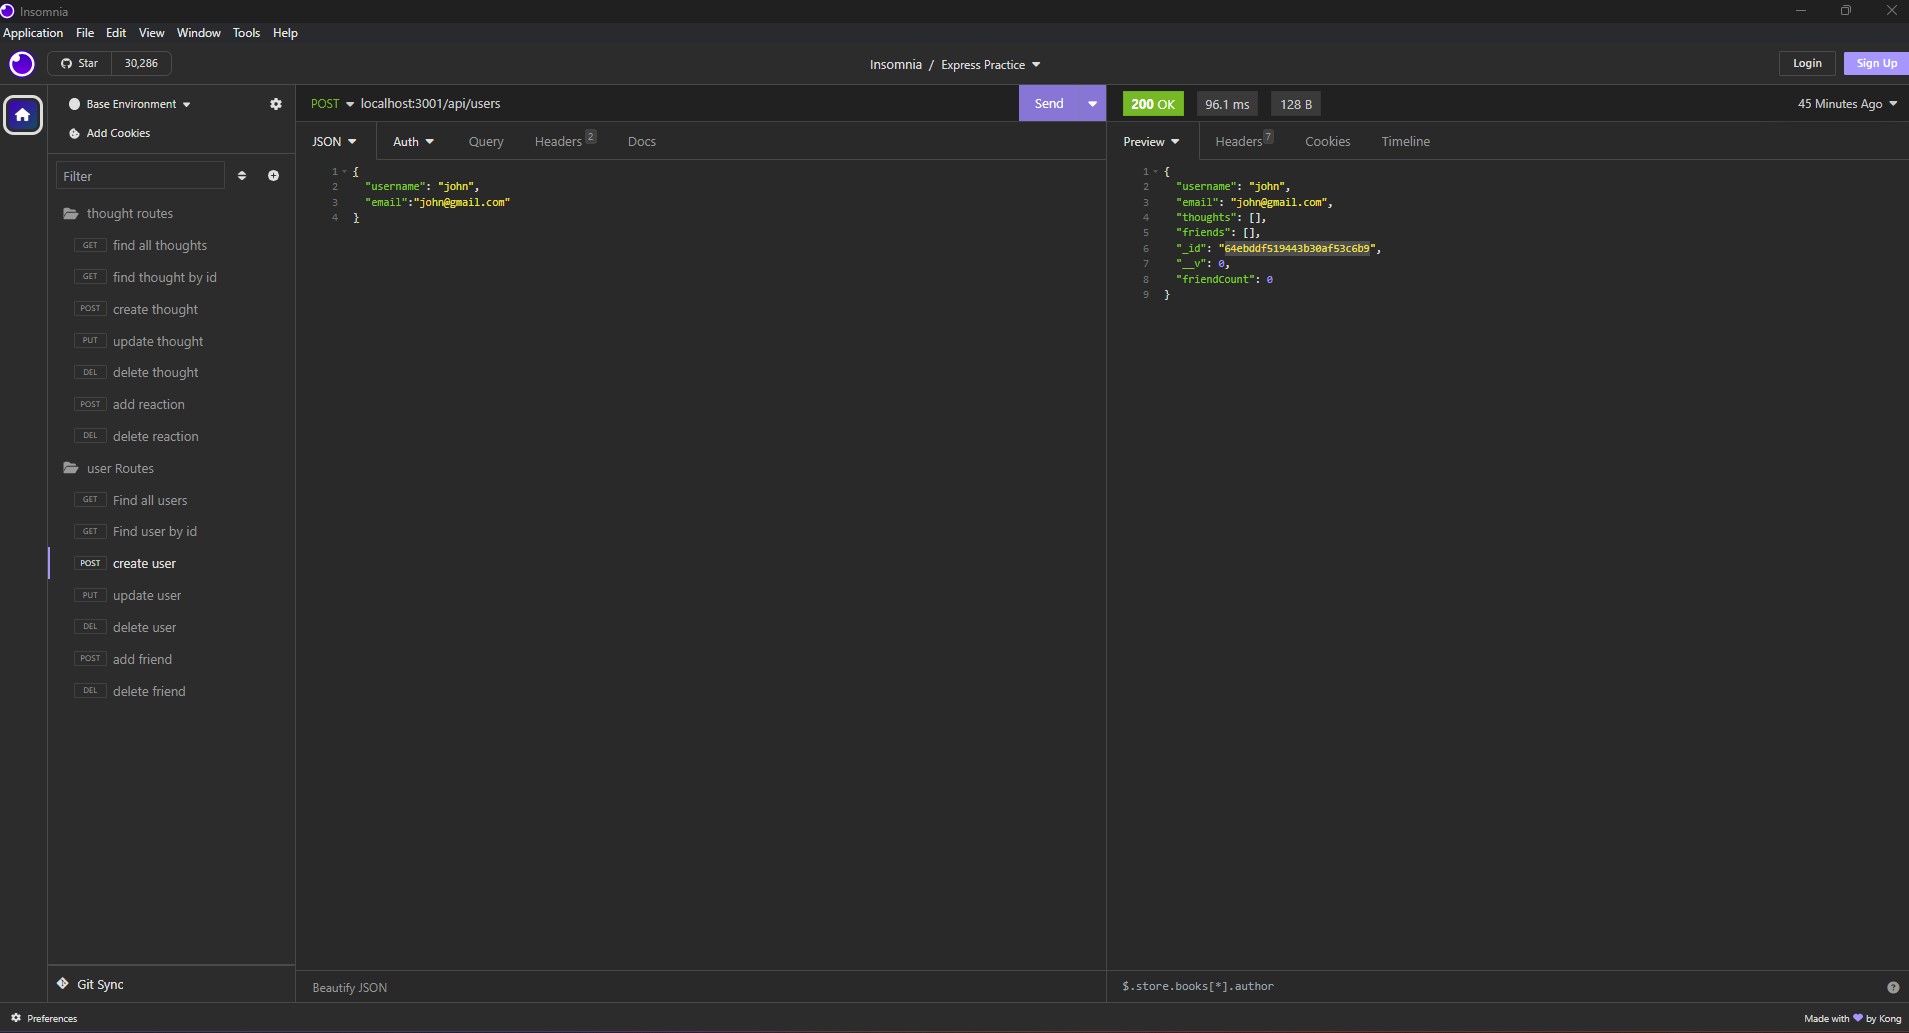 Insomnia
Application File Edit View Window Tools Help
Star 30,286
Insomnia / Express Practice
Login Sign Up
Base Environment
Add Cookies
Filter
thought routes
GET find all thoughts
GET find thought by id
POST create thought
PUT update thought
DEL delete thought
POST add reaction
DEL delete reaction
user Routes
GET Find all users
GET Find user by id
POST create user
PUT update user
DEL delete user
POST add friend
DEL delete friend
Git Sync
Preferences
POST localhost:3001/api/users Send
JSON Auth Query Headers 2 Docs
1 {
2 "username": "john",
3 "email":"john@gmail.com"
4 }
Beautify JSON
200 OK 96.1 ms 128 B 45 Minutes Ago
Preview Headers 7 Cookies Timeline
1 {
2 "username": "john",
3 "email": "john@gmail.com",
4 "thoughts": [],
5 "friends": [],
6 "_id": "64ebddf519443b30af53c6b9",
7 "__v": 0,
8 "friendCount": 0
9 }
$.store.books[*].author ?
Made with 💜 by Kong